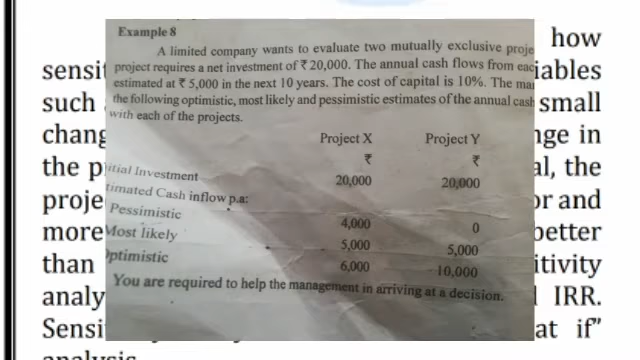 Example 8
A limited company wants to evaluate two mutually exclusive proje
project requires a net investment of ₹ 20,000. The annual cash flows from eac
estimated at ₹ 5,000 in the next 10 years. The cost of capital is 10%. The ma
the following optimistic, most likely and pessimistic estimates of the annual cash
with each of the projects.
Project X Project Y
₹ ₹
itial Investment 20,000 20,000
timated Cash inflow p.a:
Pessimistic 4,000 0
Most likely 5,000 5,000
Optimistic 6,000 10,000
You are required to help the management in arriving at a decision.
how
sensit iables
such small
chang nge in
the p al, the
proje or and
more better
than itivity
analy IRR.
Sensi at if”
analysis